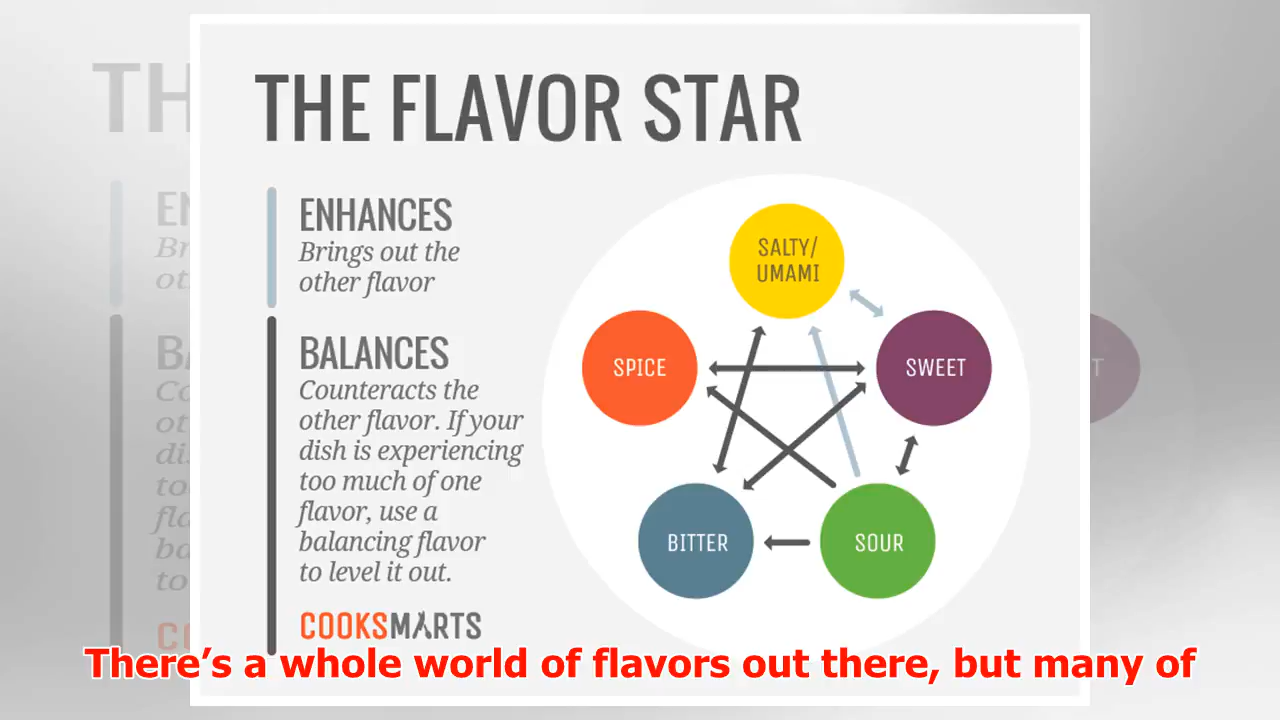 THE FLAVOR STAR
ENHANCES
Brings out the
other flavor
BALANCES
Counteracts the
other flavor. If your
dish is experiencing
too much of one
flavor, use a
balancing flavor
to level it out.
COOKSMARTS
SALTY/
UMAMI
SPICE
SWEET
BITTER
SOUR
There’s a whole world of flavors out there, but many of